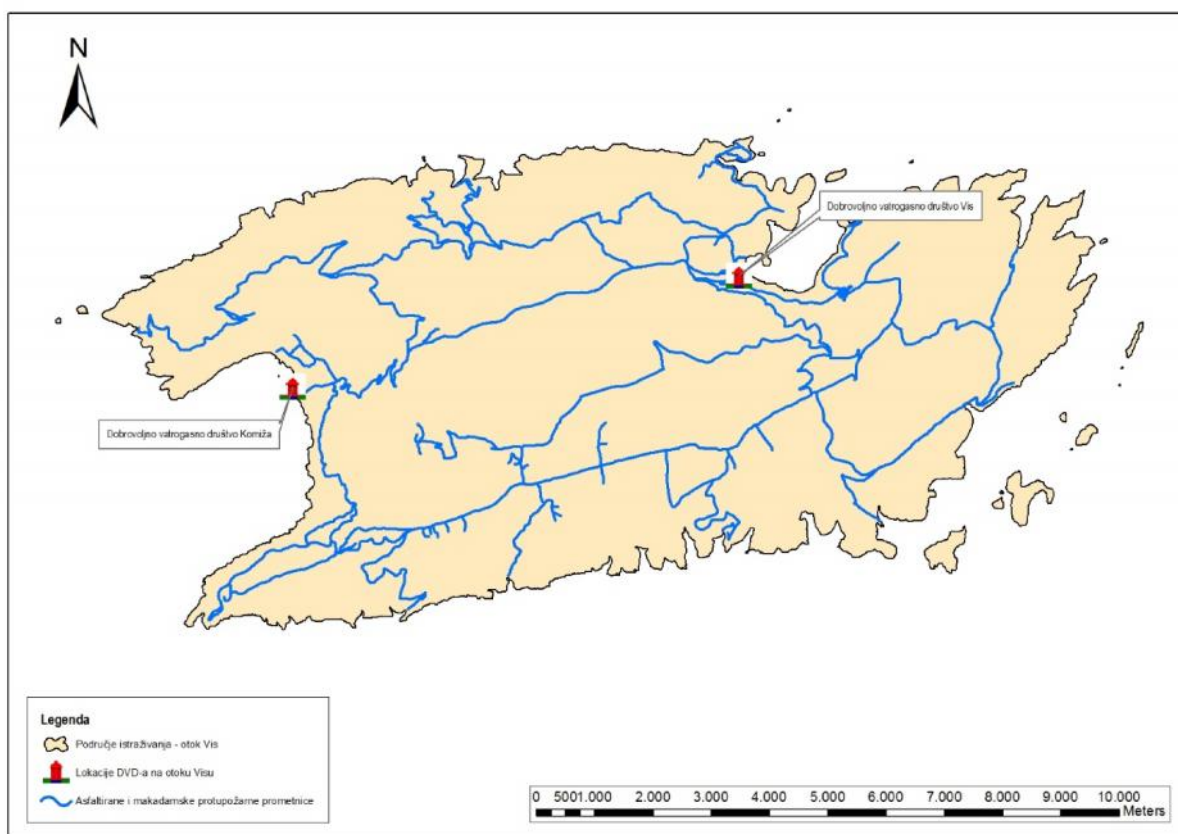 N
Dobrovoljno vatrogasno društvo Vis
Dobrovoljno vatrogasno društvo Komiža
Legenda
Područje istraživanja - otok Vis
Lokacije DVD-a na otoku Visu
Asfaltirane i makadamske protupožarne prometnice
0 500 1.000 2.000 3.000 4.000 5.000 6.000 7.000 8.000 9.000 10.000
Meters